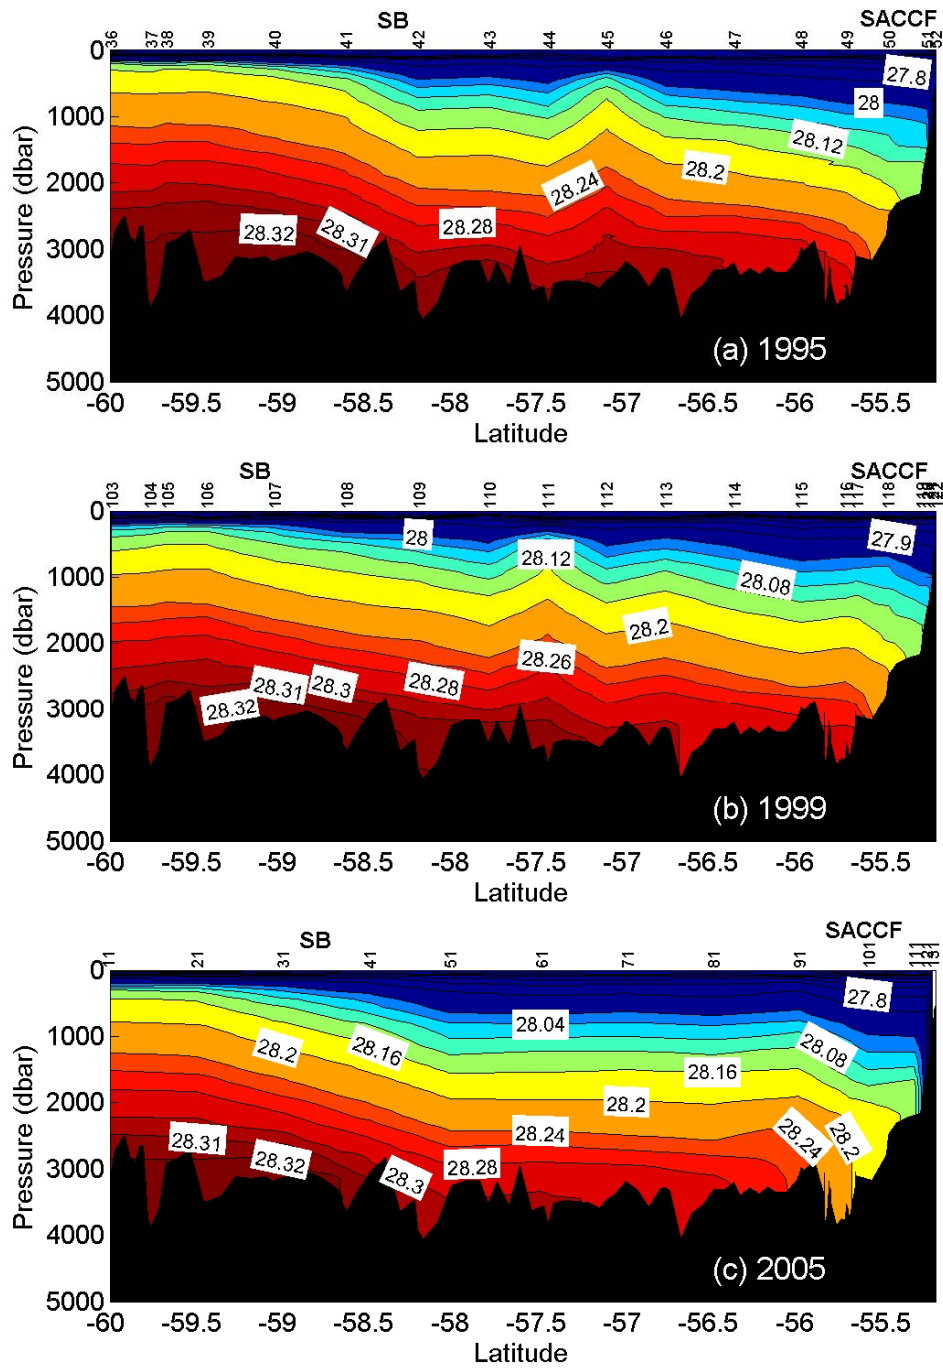 SB SACCF
36 37 38 39 40 41 42 43 44 45 46 47 48 49 50 52 52
0
1000
2000
3000
4000
5000
Pressure (dbar)
27.8
28
28.12
28.2
28.24
28.28
28.31
28.32
(a) 1995
-60 -59.5 -59 -58.5 -58 -57.5 -57 -56.5 -56 -55.5
Latitude
SB SACCF
103 104 105 106 107 108 109 110 111 112 113 114 115 116 117 118
0
1000
2000
3000
4000
5000
Pressure (dbar)
28
27.9
28.12
28.08
28.2
28.26
28.28
28.3
28.31
28.32
(b) 1999
-60 -59.5 -59 -58.5 -58 -57.5 -57 -56.5 -56 -55.5
Latitude
SB SACCF
11 21 31 41 51 61 71 81 91 101 111 131
0
1000
2000
3000
4000
5000
Pressure (dbar)
27.8
28.04
28.08
28.2
28.16
28.16
28.2
28.24
28.24
28.2
28.31
28.32
28.3
28.28
(c) 2005
-60 -59.5 -59 -58.5 -58 -57.5 -57 -56.5 -56 -55.5
Latitude